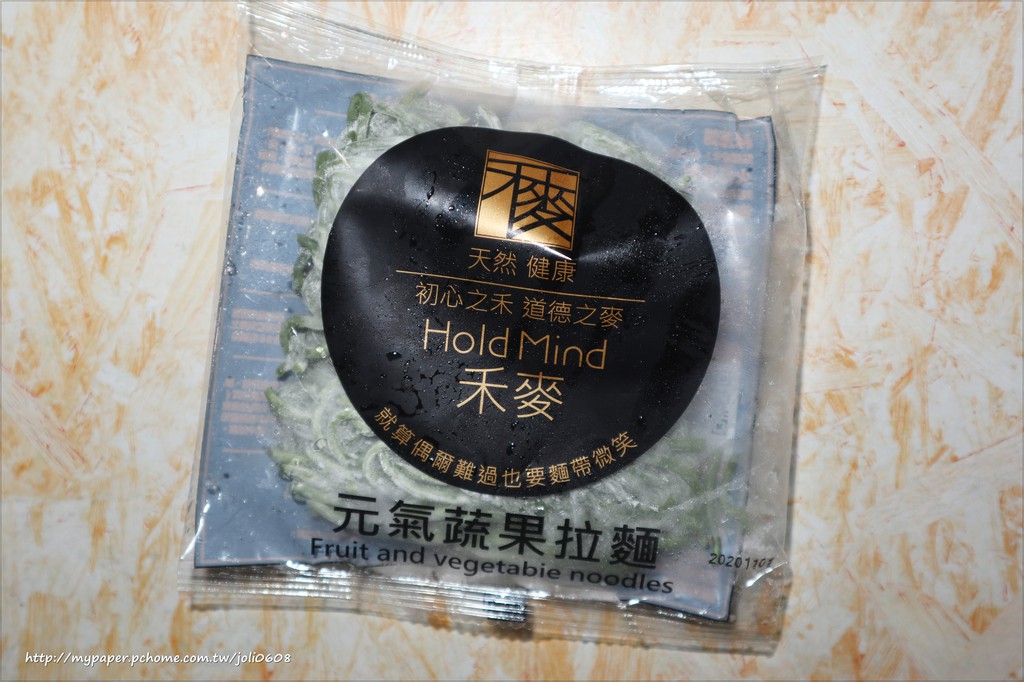 禾麥
天然 健康
初心之禾 道德之麥
Hold Mind
禾麥
就算偶爾難過也要麵帶微笑
元氣蔬果拉麵
Fruit and vegetabie noodles
http://mypaper.pchome.com.tw/joli0608